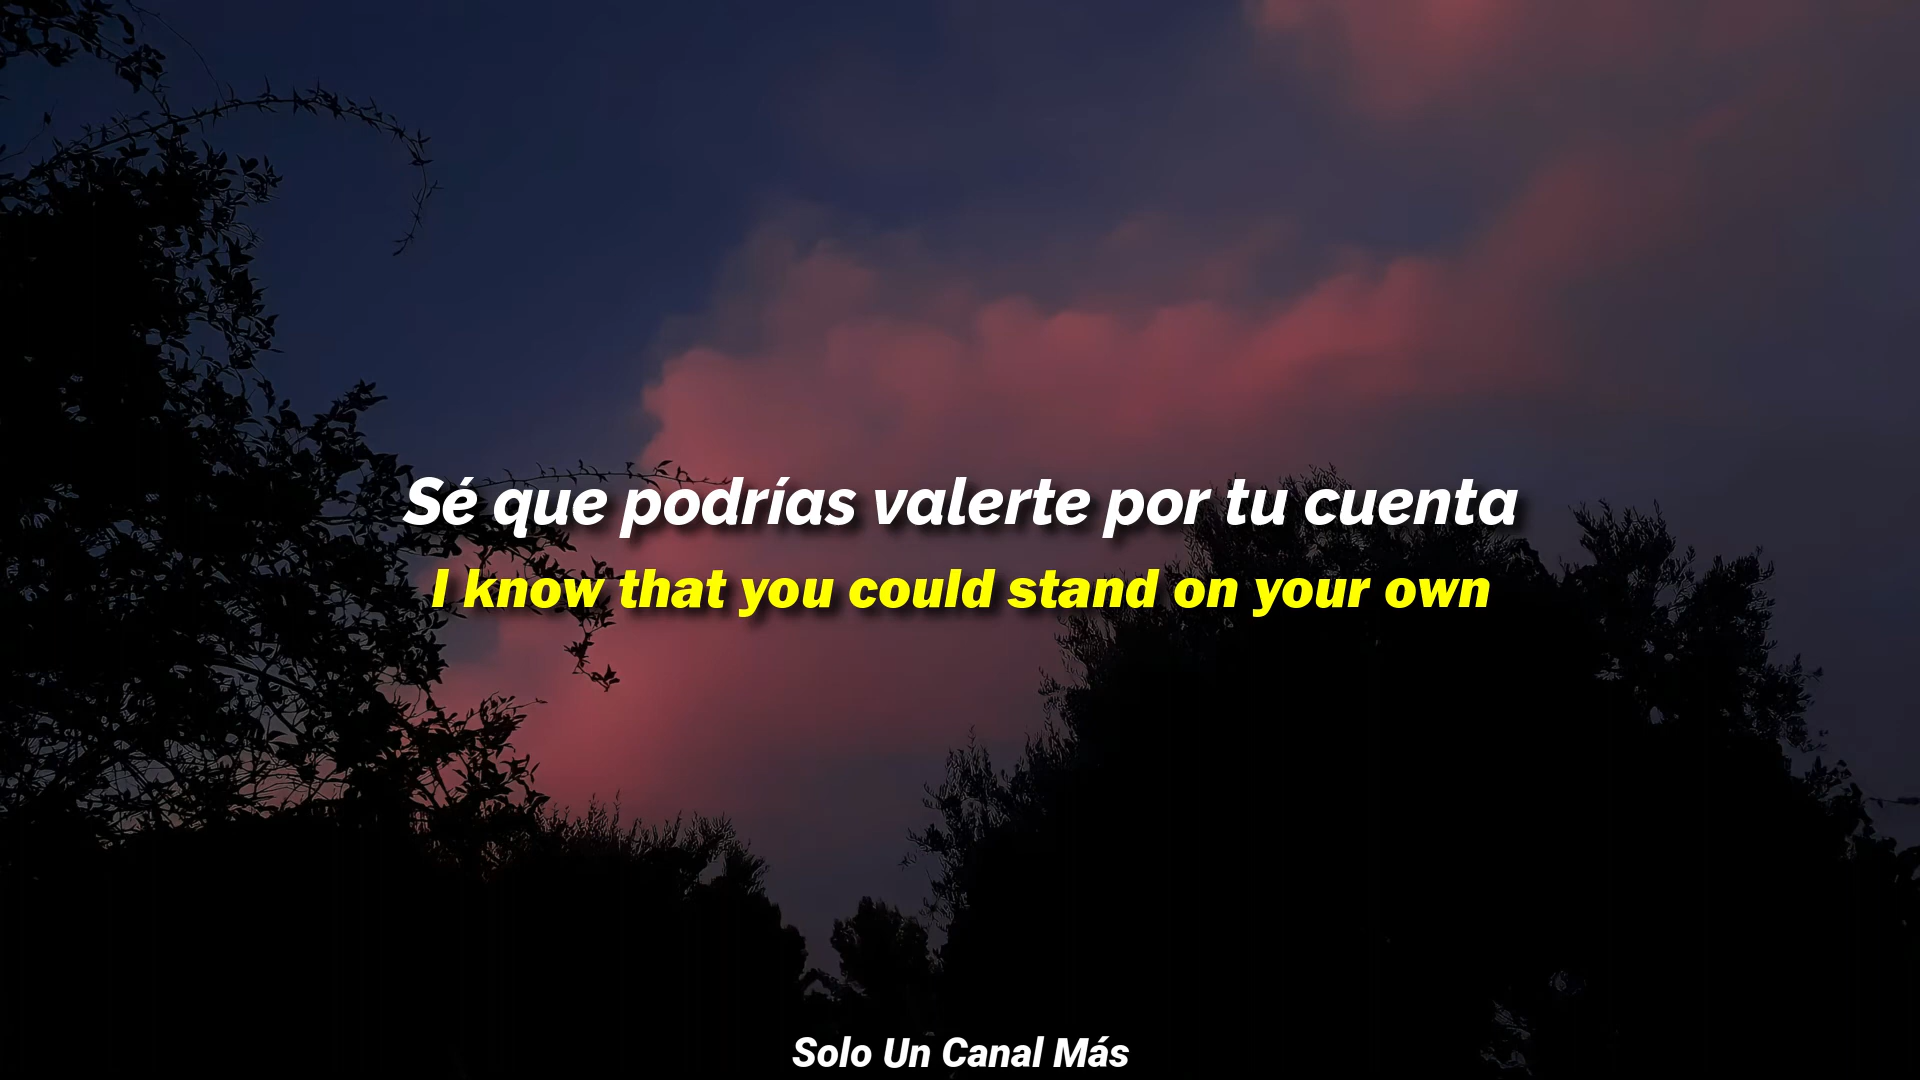 Sé que podrías valerte por tu cuenta
I know that you could stand on your own
Solo Un Canal Más